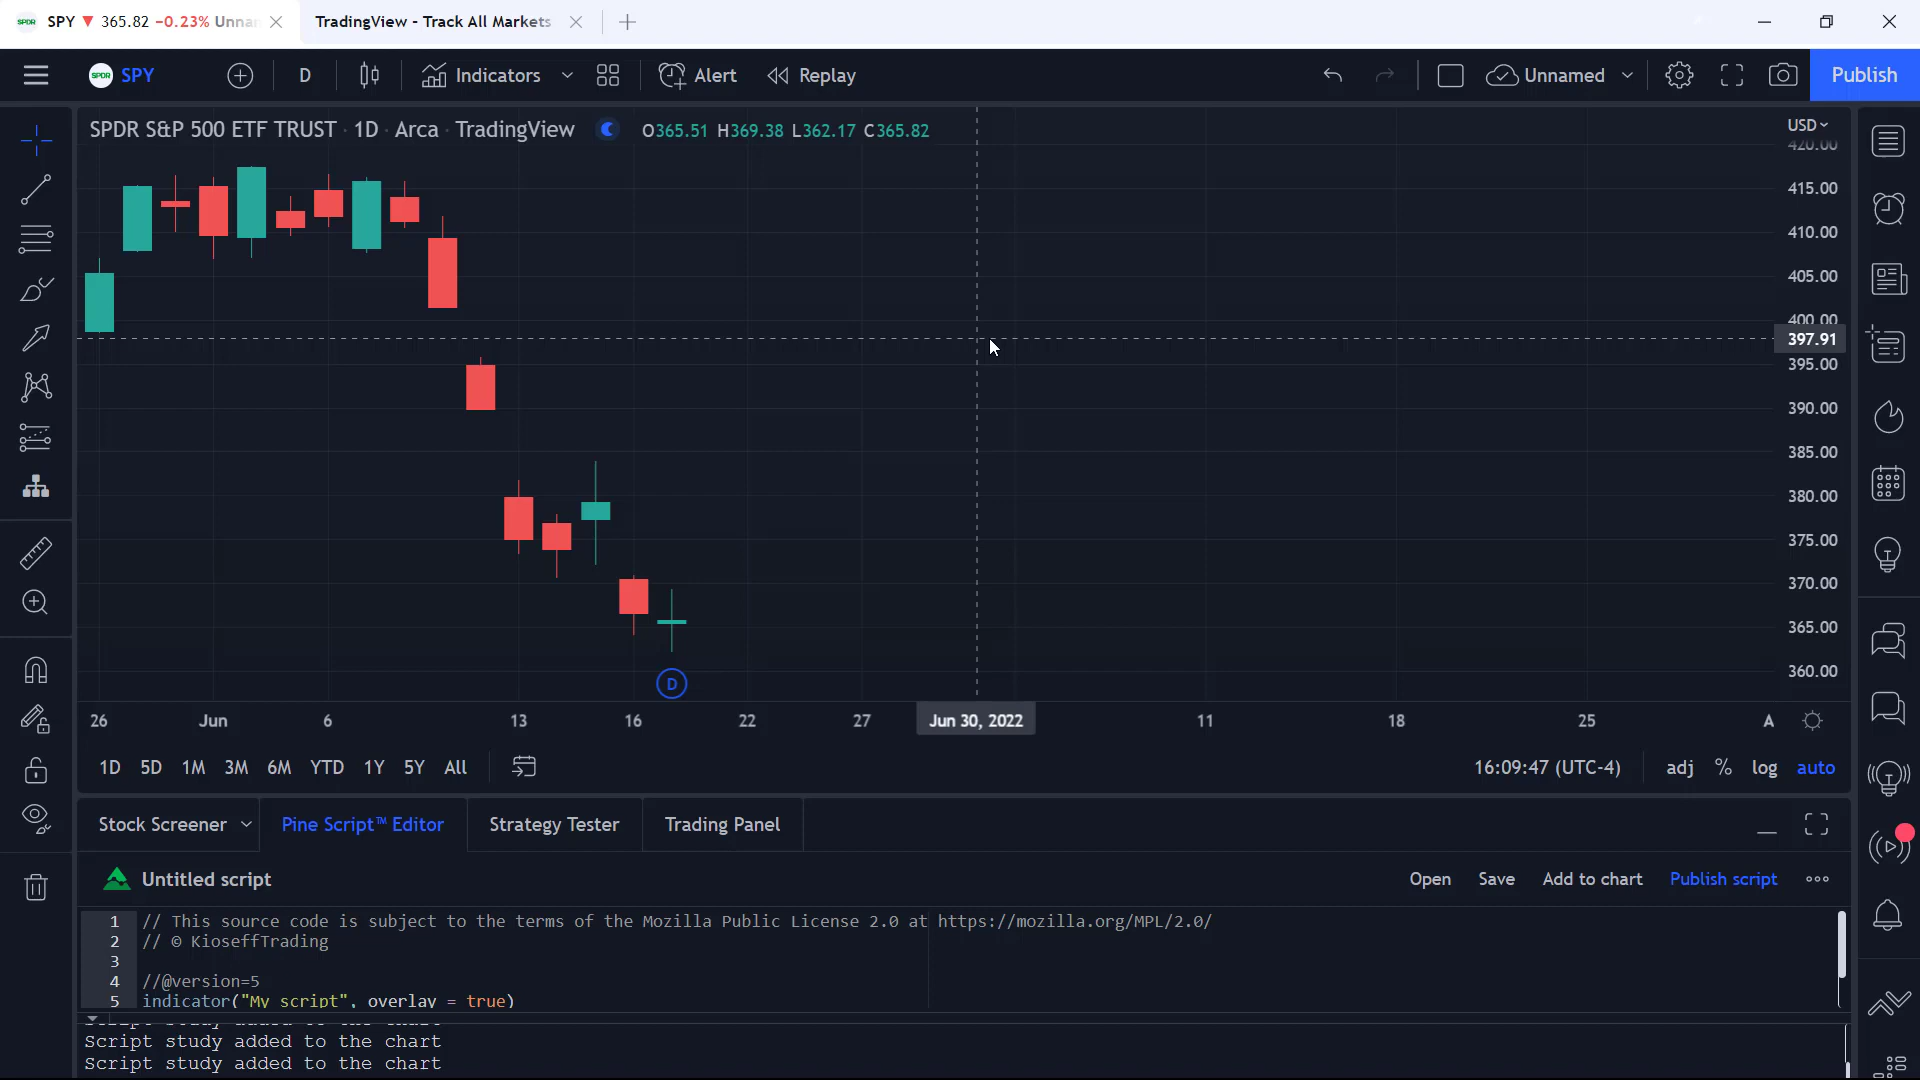 SPY ▼ 365.82 −0.23% Unnar
TradingView - Track All Markets
SPDR SPY
D
Indicators
Alert
Replay
Unnamed
Publish
SPDR S&P 500 ETF TRUST · 1D · Arca · TradingView
O365.51 H369.38 L362.17 C365.82
USD
420.00
415.00
410.00
405.00
400.00
397.91
395.00
390.00
385.00
380.00
375.00
370.00
365.00
360.00
D
26 Jun 6 13 16 22 27 Jun 30, 2022 11 18 25 A
1D 5D 1M 3M 6M YTD 1Y 5Y All
16:09:47 (UTC-4) adj % log auto
Stock Screener
Pine Script™ Editor
Strategy Tester
Trading Panel
Untitled script
Open Save Add to chart Publish script
1 // This source code is subject to the terms of the Mozilla Public License 2.0 at https://mozilla.org/MPL/2.0/
2 // © KioseffTrading
3
4 //@version=5
5 indicator("My script", overlay = true)
Script study added to the chart
Script study added to the chart
Script study added to the chart